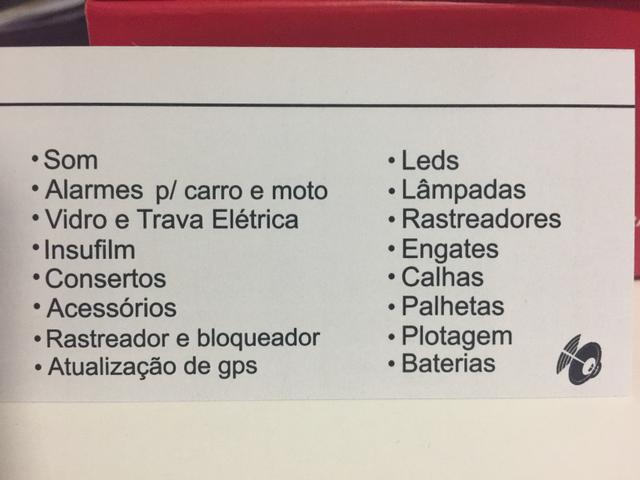 • Som
• Alarmes p/ carro e moto
• Vidro e Trava Elétrica
• Insufilm
• Consertos
• Acessórios
• Rastreador e bloqueador
• Atualização de gps
• Leds
• Lâmpadas
• Rastreadores
• Engates
• Calhas
• Palhetas
• Plotagem
• Baterias